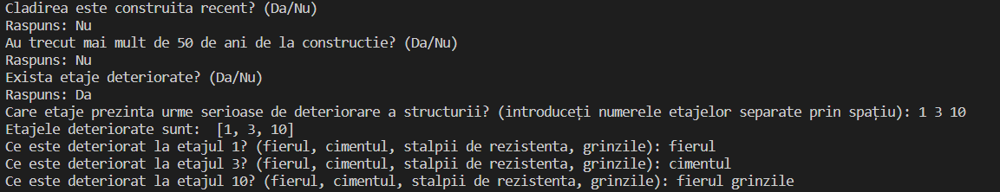 Cladirea este construita recent? (Da/Nu)
Raspuns: Nu
Au trecut mai mult de 50 de ani de la constructie? (Da/Nu)
Raspuns: Nu
Exista etaje deteriorate? (Da/Nu)
Raspuns: Da
Care etaje prezinta urme serioase de deteriorare a structurii? (introduceți numerele etajelor separate prin spațiu): 1 3 10
Etajele deteriorate sunt:  [1, 3, 10]
Ce este deteriorat la etajul 1? (fierul, cimentul, stalpii de rezistenta, grinzile): fierul
Ce este deteriorat la etajul 3? (fierul, cimentul, stalpii de rezistenta, grinzile): cimentul
Ce este deteriorat la etajul 10? (fierul, cimentul, stalpii de rezistenta, grinzile): fierul grinzile